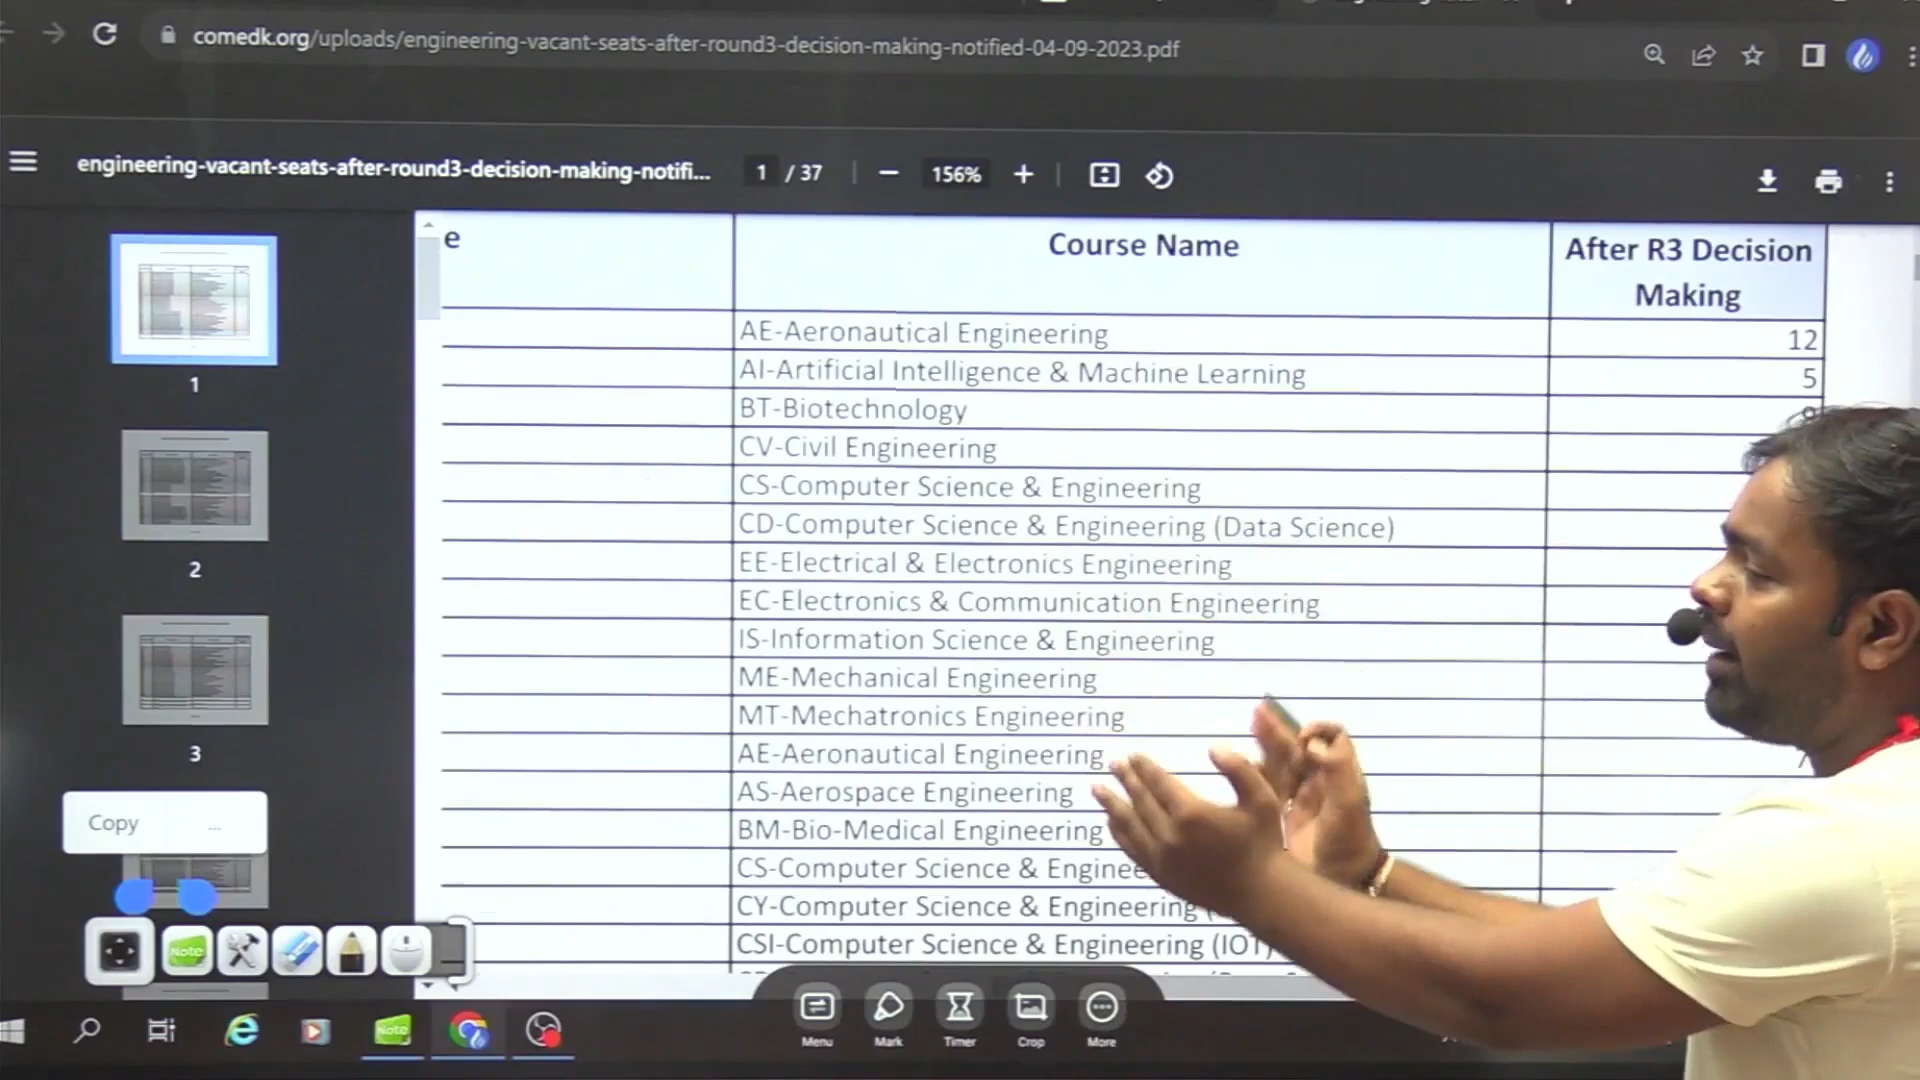 comedk.org/uploads/engineering-vacant-seats-after-round3-decision-making-notified-04-09-2023.pdf
engineering-vacant-seats-after-round3-decision-making-notifi...
1 / 37
156%
e
Course Name
After R3 Decision
Making
AE-Aeronautical Engineering
12
AI-Artificial Intelligence & Machine Learning
5
BT-Biotechnology
CV-Civil Engineering
CS-Computer Science & Engineering
CD-Computer Science & Engineering (Data Science)
EE-Electrical & Electronics Engineering
EC-Electronics & Communication Engineering
IS-Information Science & Engineering
ME-Mechanical Engineering
MT-Mechatronics Engineering
AE-Aeronautical Engineering
AS-Aerospace Engineering
BM-Bio-Medical Engineering
CS-Computer Science &
CY-Computer Science & Engineering
CSI-Computer Science & Engineering (IOT)
1
2
3
Copy
...
Note
Note
Menu
Mark
Timer
Crop
More